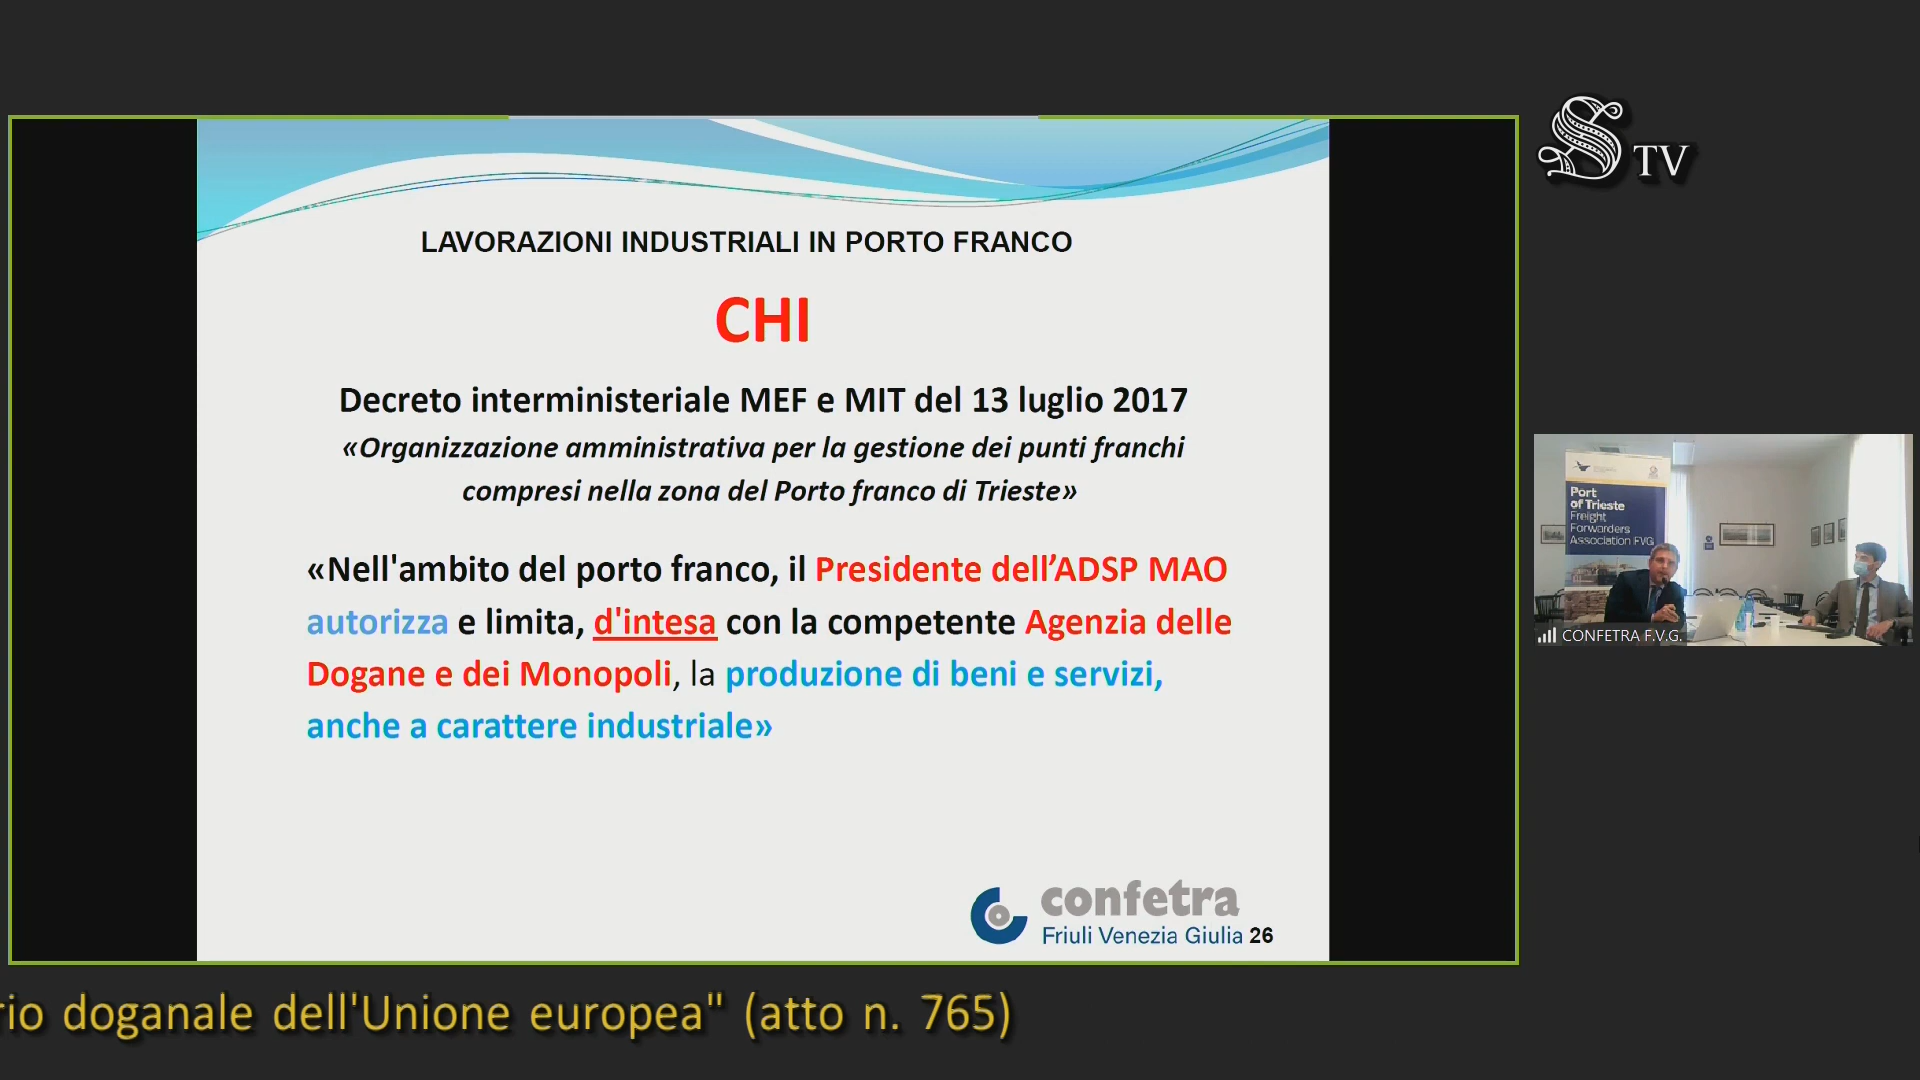 S TV
LAVORAZIONI INDUSTRIALI IN PORTO FRANCO
CHI
Decreto interministeriale MEF e MIT del 13 luglio 2017
«Organizzazione amministrativa per la gestione dei punti franchi
compresi nella zona del Porto franco di Trieste»
«Nell'ambito del porto franco, il Presidente dell’ADSP MAO
autorizza e limita, d'intesa con la competente Agenzia delle
Dogane e dei Monopoli, la produzione di beni e servizi,
anche a carattere industriale»
confetra
Friuli Venezia Giulia 26
Port
of Trieste
Freight
Forwarders
Association FVG
CONFETRA F.V.G.
rio doganale dell'Unione europea" (atto n. 765)